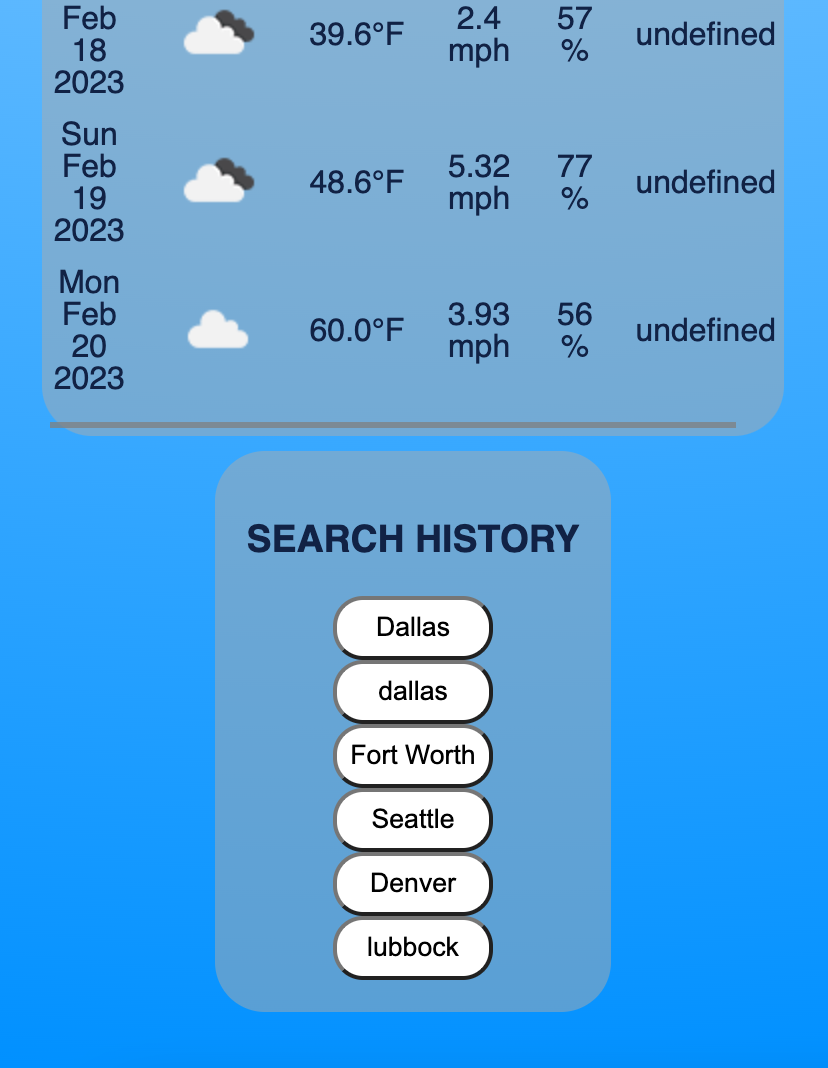 Feb
18
2023
39.6°F
2.4
mph
57
%
undefined
Sun
Feb
19
2023
48.6°F
5.32
mph
77
%
undefined
Mon
Feb
20
2023
60.0°F
3.93
mph
56
%
undefined
SEARCH HISTORY
Dallas
dallas
Fort Worth
Seattle
Denver
lubbock